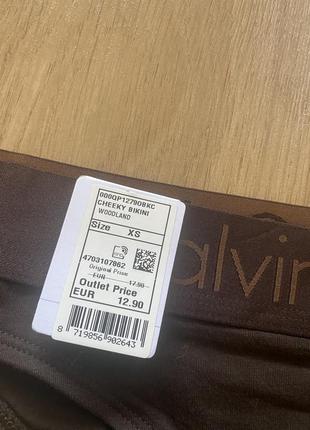 000QP1279OBKC
CHEEKY BIKINI
WOODLAND
Size XS
4703107862
Original Price
EUR 17.90
Outlet Price
EUR 12.90
8 719856 902643
alvin